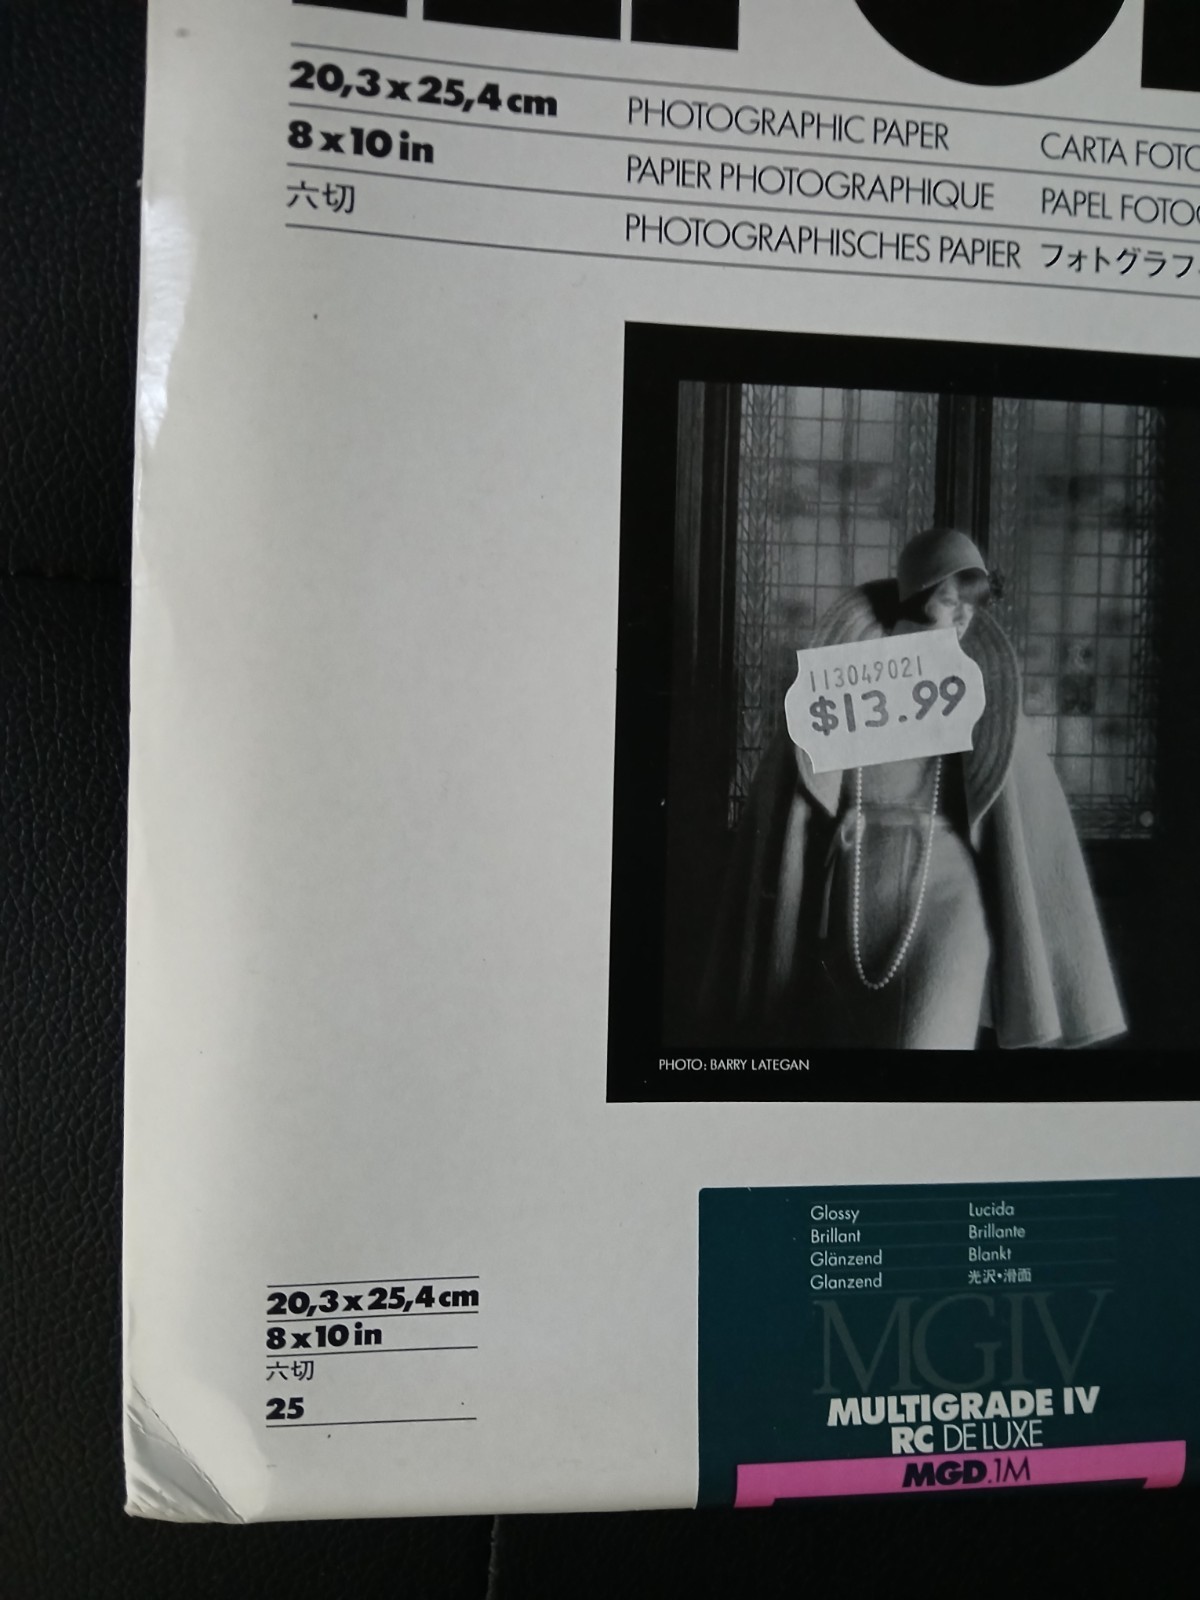 20,3 x 25,4 cm
8 x 10 in
六切
PHOTOGRAPHIC PAPER
PAPIER PHOTOGRAPHIQUE
PHOTOGRAPHISCHES PAPIER
CARTA
PAPEL
113049021
$13.99
PHOTO: BARRY LATEGAN
Glossy
Brillant
Glänzend
Glanzend
Lucida
Brillante
Blankt
光沢•滑面
MGIV
MULTIGRADE IV
RC DE LUXE
MGD.1M
20,3 x 25,4 cm
8 x 10 in
六切
25